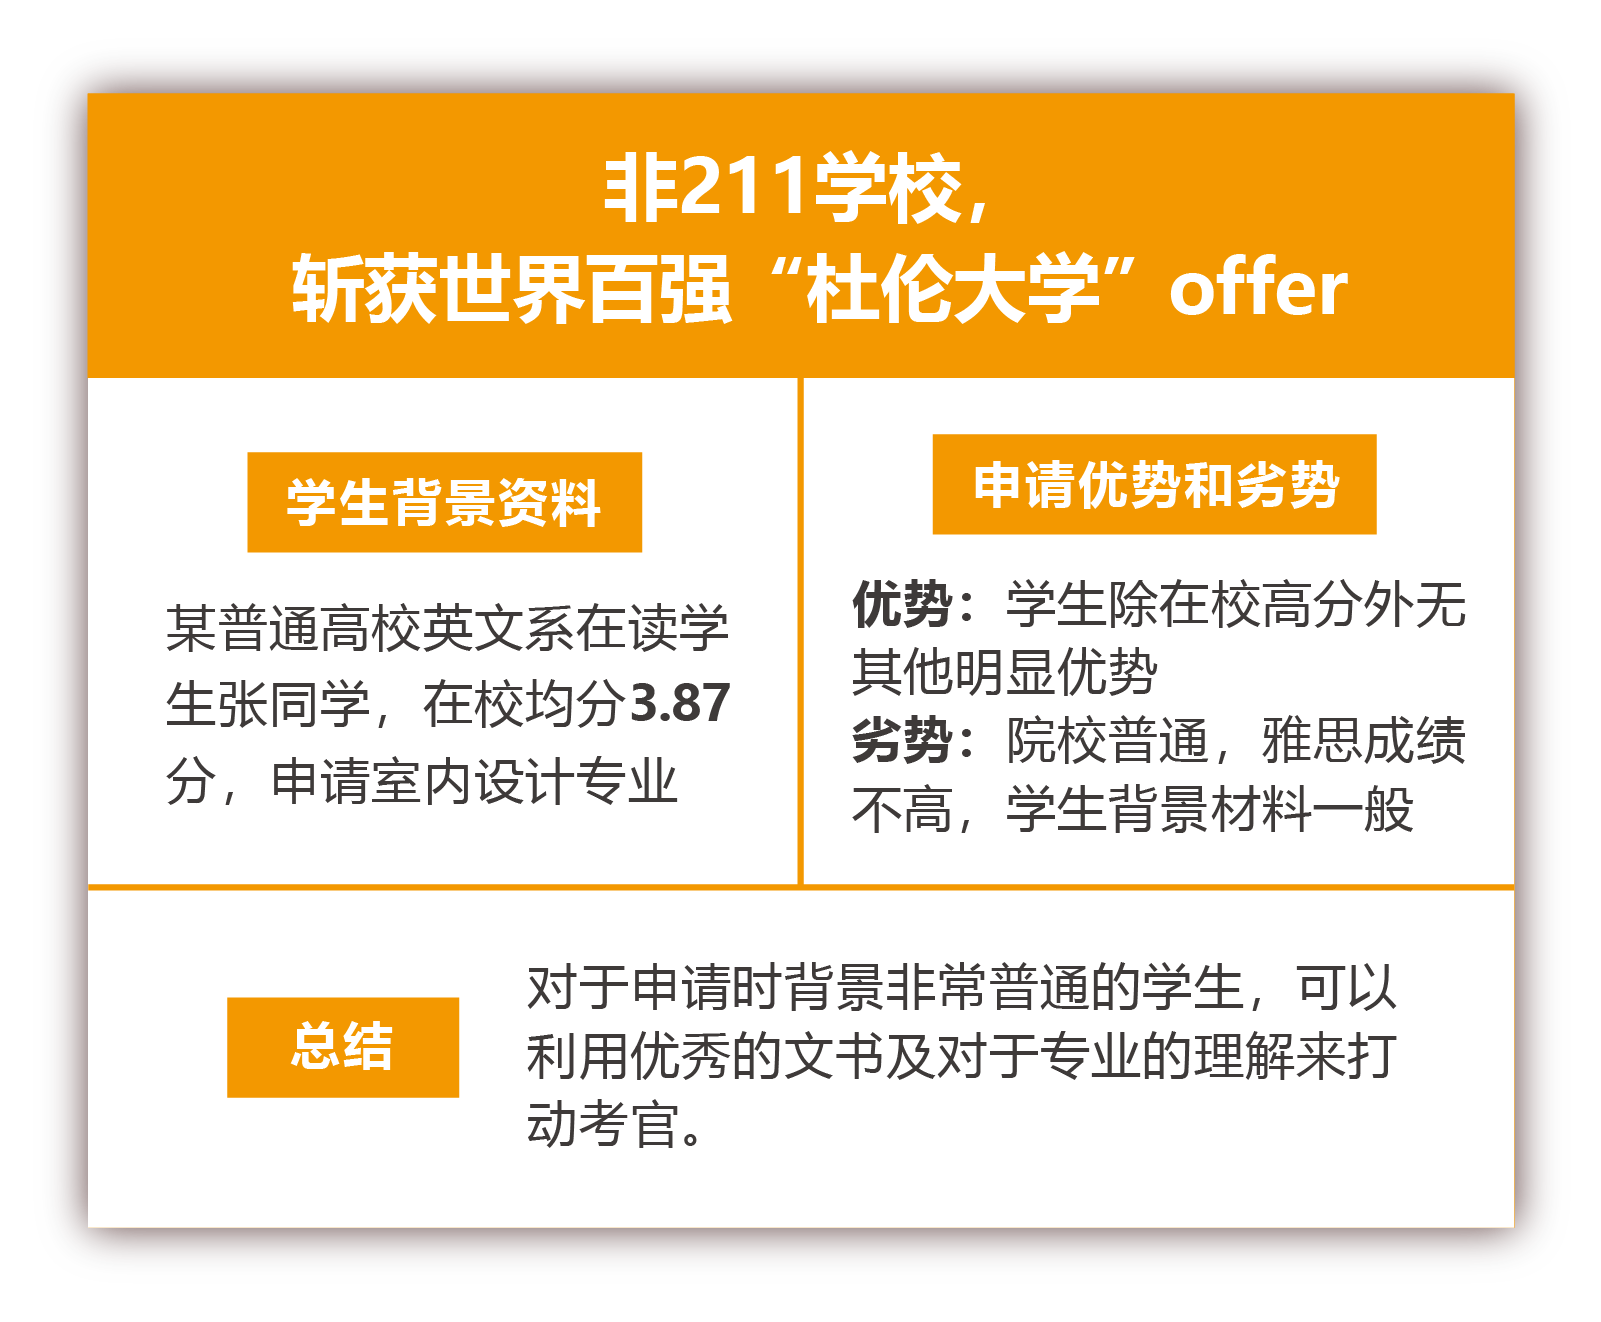 非211学校，
斩获世界百强“杜伦大学”offer
学生背景资料
某普通高校英文系在读学
生张同学，在校均分3.87
分，申请室内设计专业
申请优势和劣势
优势：学生除在校高分外无
其他明显优势
劣势：院校普通，雅思成绩
不高，学生背景材料一般
总结
对于申请时背景非常普通的学生，可以
利用优秀的文书及对于专业的理解来打
动考官。